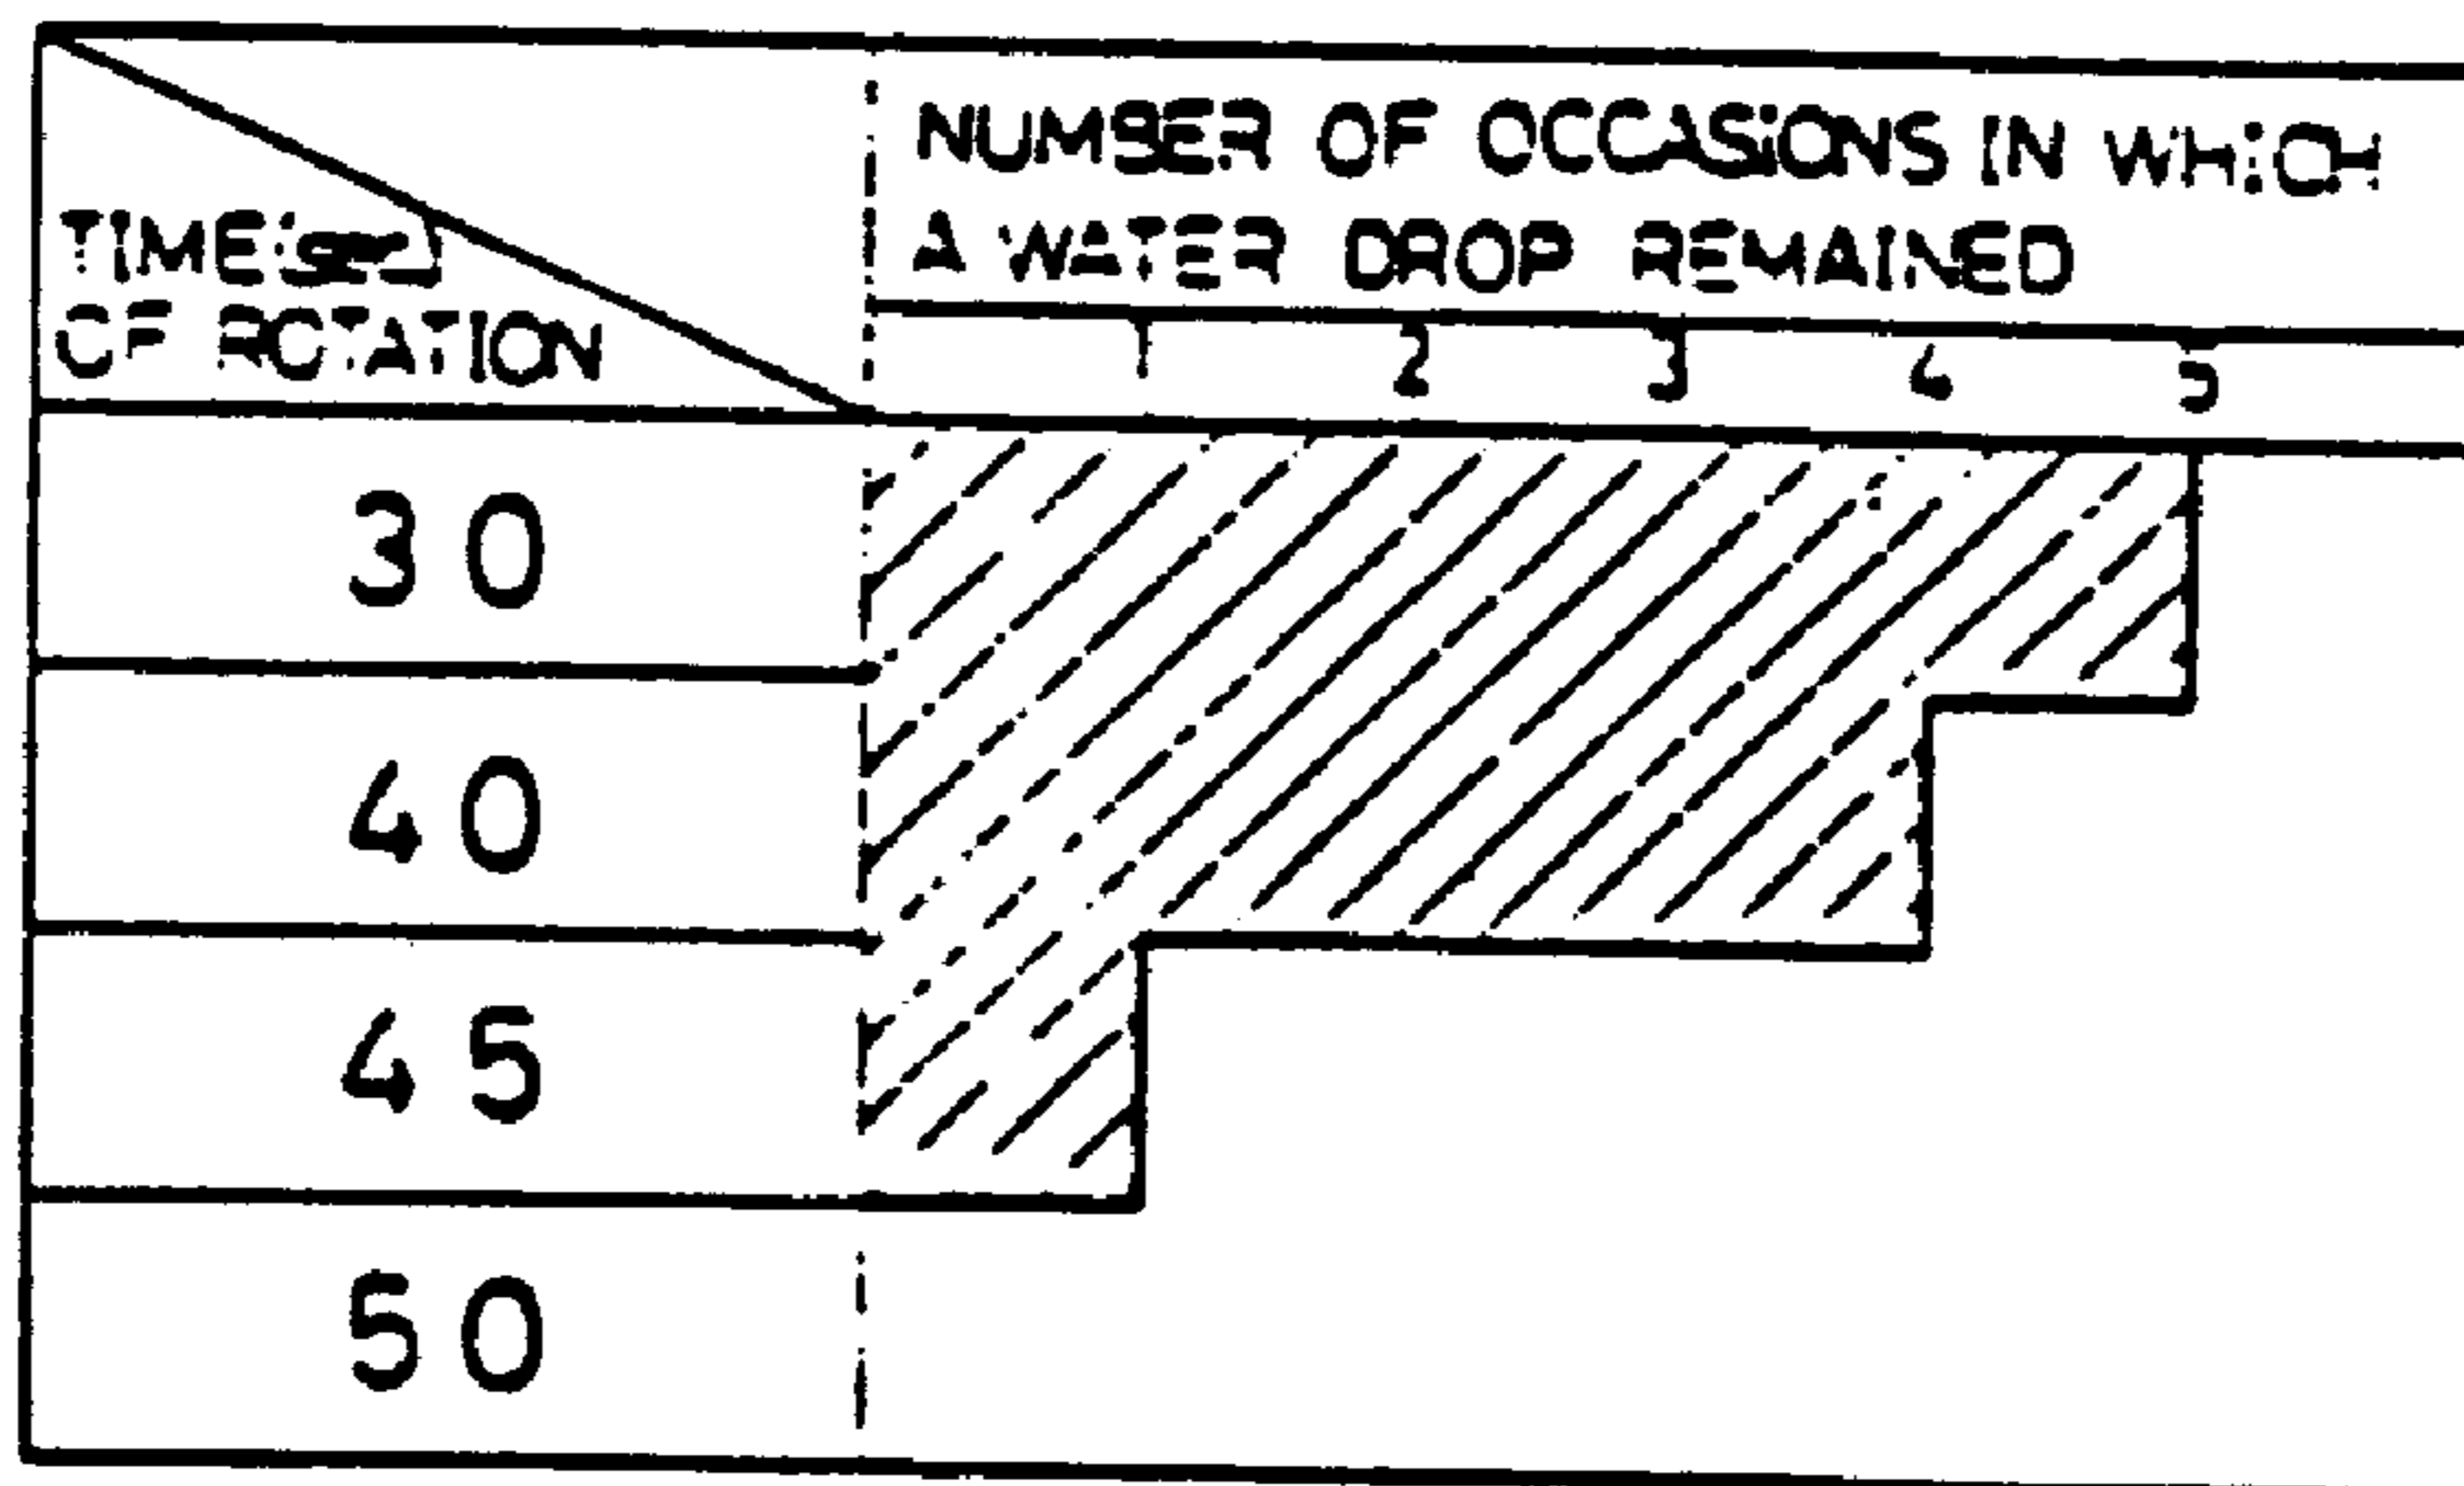 NUMBER OF OCCASIONS IN WHICH
A WATER DROP REMAINED
TIME
OF ROTATION
1 2 3 4 5
30
40
45
50